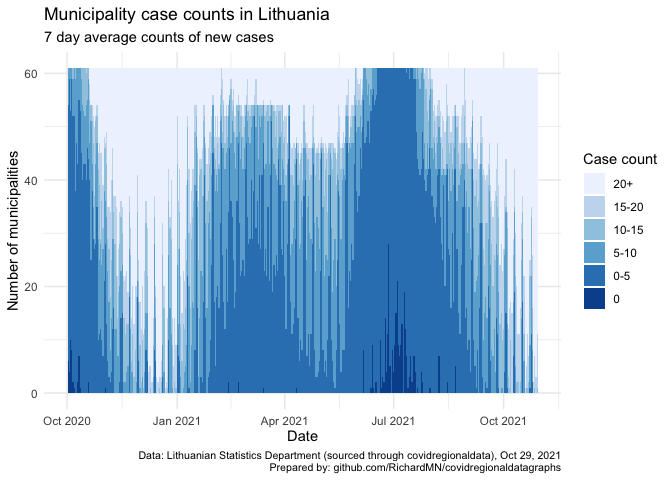 Municipality case counts in Lithuania
7 day average counts of new cases
Number of municipalities
60
40
20
0
Oct 2020
Jan 2021
Apr 2021
Jul 2021
Oct 2021
Date
Case count
20+
15-20
10-15
5-10
0-5
0
Data: Lithuanian Statistics Department (sourced through covidregionaldata), Oct 29, 2021
Prepared by: github.com/RichardMN/covidregionaldatagraphs